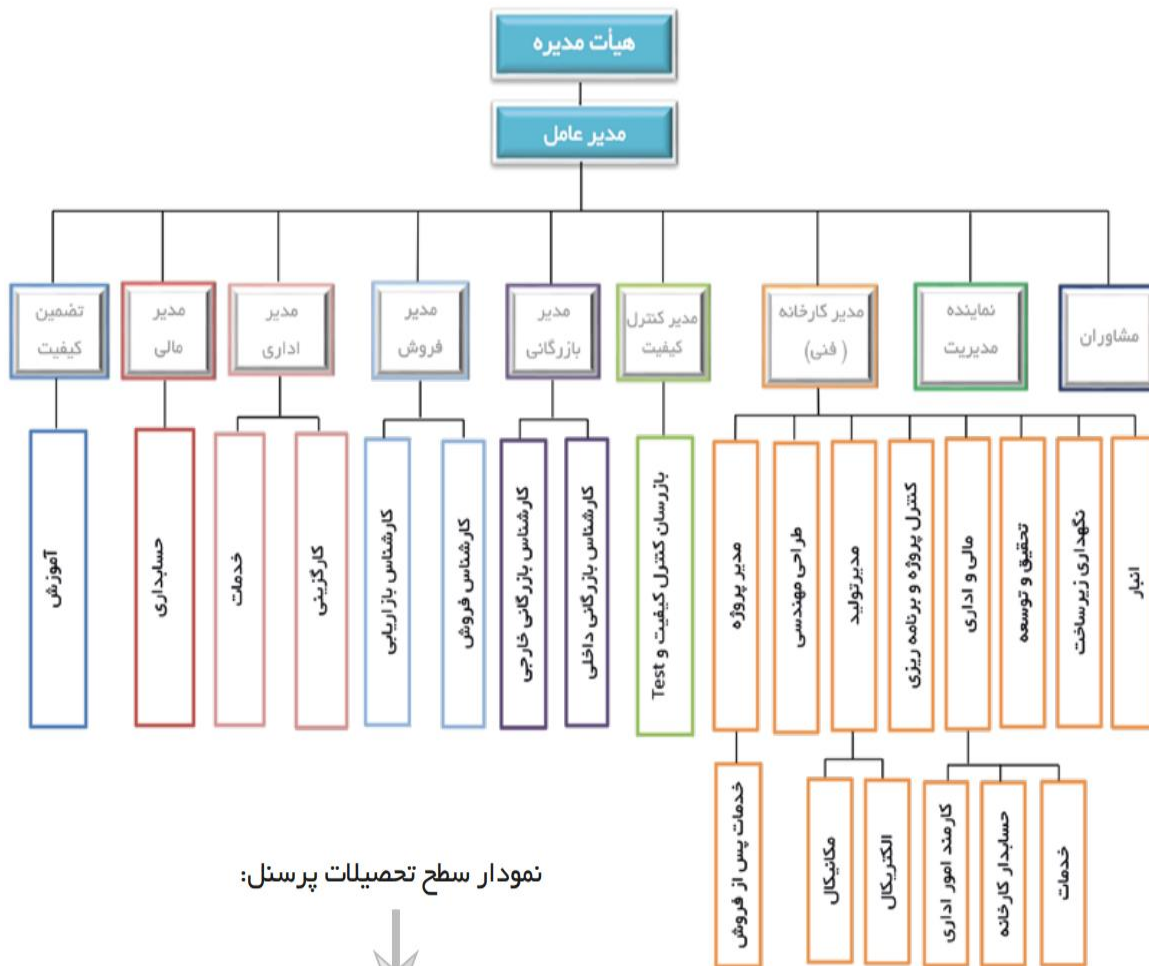 هیأت مدیره
مدیر عامل
مشاوران
نماینده
مدیریت
مدیر کارخانه
( فنی )
مدیر کنترل
کیفیت
مدیر
بازرگانی
مدیر
فروش
مدیر
اداری
مدیر
مالی
تضمین
کیفیت
انبار
نگهداری زیرساخت
تحقیق و توسعه
مالی و اداری
کنترل پروژه و برنامه ریزی
مدیرتولید
طراحی مهندسی
مدیر پروژه
بازرسان کنترل کیفیت و Test
کارشناس بازرگانی داخلی
کارشناس بازرگانی خارجی
کارشناس فروش
کارشناس بازاریابی
کارگزینی
خدمات
حسابداری
آموزش
خدمات
حسابدار کارخانه
کارمند امور اداری
الکتریکال
مکانیکال
خدمات پس از فروش
نمودار سطح تحصیلات پرسنل: